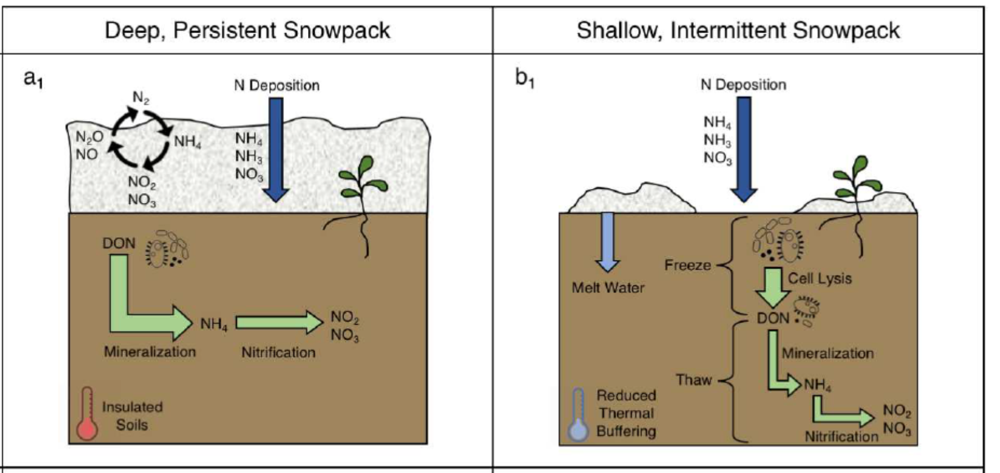 Deep, Persistent Snowpack
Shallow, Intermittent Snowpack
a₁
N Deposition
N₂
N₂O
NO
NH₄
NO₂
NO₃
NH₄
NH₃
NO₃
DON
NH₄
NO₂
NO₃
Mineralization
Nitrification
Insulated
Soils
b₁
N Deposition
NH₄
NH₃
NO₃
Melt Water
Freeze
Cell Lysis
DON
Mineralization
Thaw
NH₄
NO₂
NO₃
Nitrification
Reduced
Thermal
Buffering